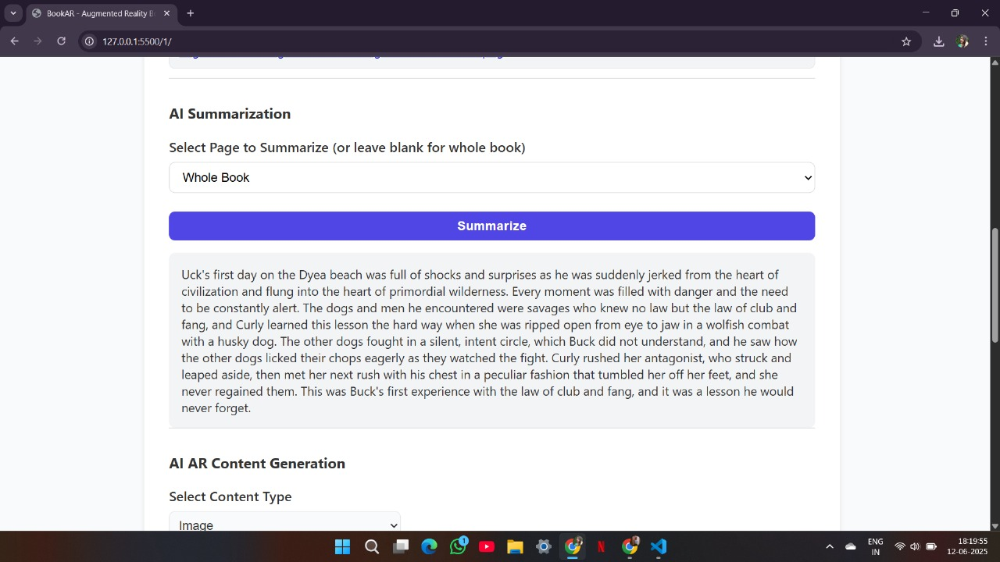 BookAR - Augmented Reality B
127.0.0.1:5500/1/
AI Summarization
Select Page to Summarize (or leave blank for whole book)
Whole Book
Summarize
Uck's first day on the Dyea beach was full of shocks and surprises as he was suddenly jerked from the heart of
civilization and flung into the heart of primordial wilderness. Every moment was filled with danger and the need
to be constantly alert. The dogs and men he encountered were savages who knew no law but the law of club and
fang, and Curly learned this lesson the hard way when she was ripped open from eye to jaw in a wolfish combat
with a husky dog. The other dogs fought in a silent, intent circle, which Buck did not understand, and he saw how
the other dogs licked their chops eagerly as they watched the fight. Curly rushed her antagonist, who struck and
leaped aside, then met her next rush with his chest in a peculiar fashion that tumbled her off her feet, and she
never regained them. This was Buck's first experience with the law of club and fang, and it was a lesson he would
never forget.
AI AR Content Generation
Select Content Type
Image
1
N
ENG
IN
18:19:55
12-06-2025